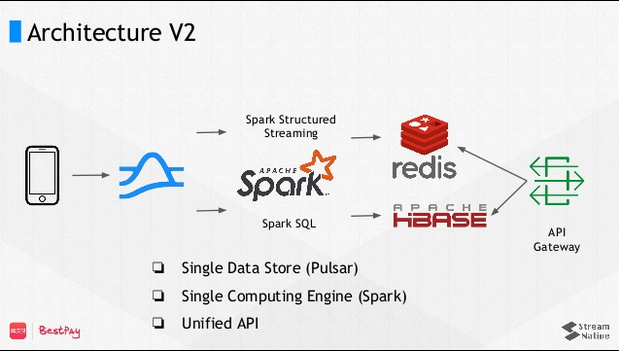 Architecture V2
Spark Structured
Streaming
APACHE
Spark
redis
APACHE
HBASE
Spark SQL
API
Gateway
Single Data Store (Pulsar)
Single Computing Engine (Spark)
Unified API
BestPay
Stream
Native